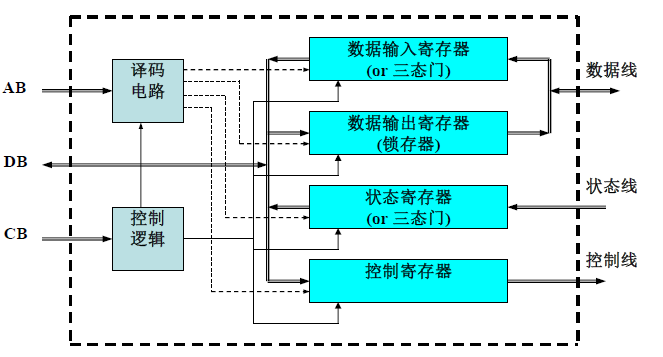 数据输入寄存器
(or 三态门)
译码
电路
AB
数据线
数据输出寄存器
(锁存器)
DB
状态寄存器
(or 三态门)
状态线
控制
逻辑
CB
控制寄存器
控制线